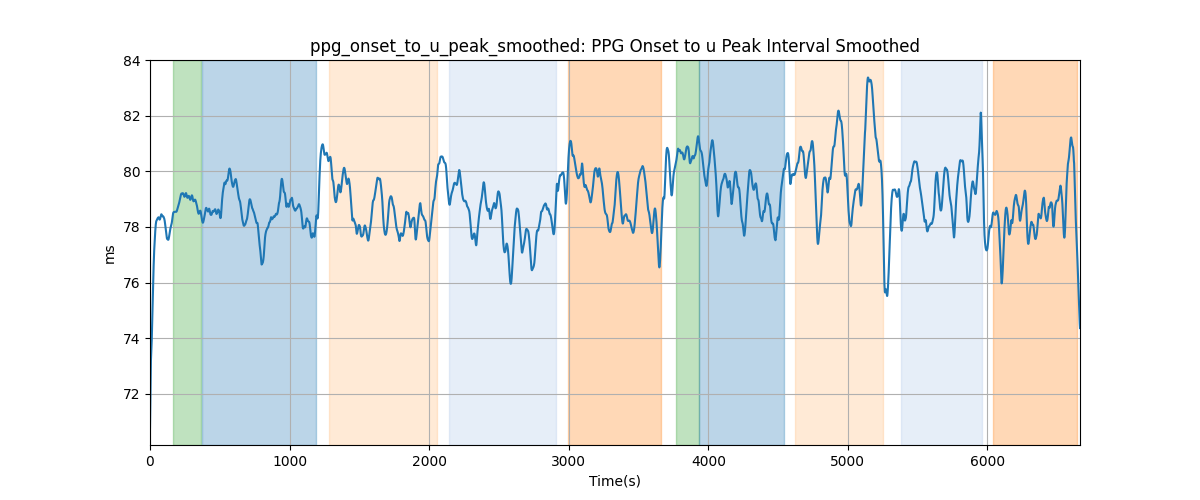 ppg_onset_to_u_peak_smoothed: PPG Onset to u Peak Interval Smoothed
84
82
80
78
76
74
72
ms
0 1000 2000 3000 4000 5000 6000
Time(s)